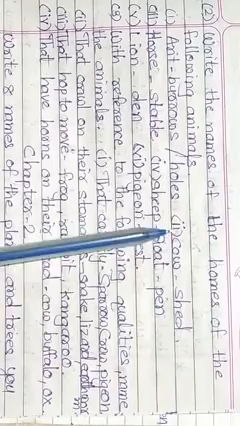 (2) Write the names of the homes of the
following animals.
(i) Ant - burrows / holes (ii) cow - shed
(iii) Horse - stable (iv) sheep, goat - pen
(v) Lion - den (vi) pigeon
(3) With reference to the following qualities, name
the animals. (i) That can fly - Sparrow, crow, pigeon
(ii) That crawl on their stomachs - snake, lizard,
(iii) That hop to move - frog, rabbit, kangaroo.
(iv) That have horns on their head - cow, buffalo, ox.
Chapter - 2
Write 8 names of the plants and trees you